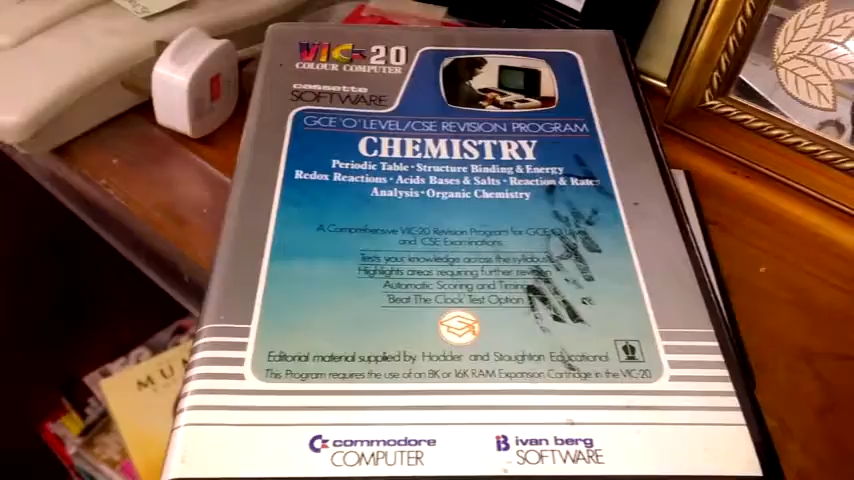 VIC-20
COLOUR COMPUTER
cassette
SOFTWARE
GCE 'O' LEVEL/CSE REVISION PROGRAM
CHEMISTRY
Periodic Table · Structure Binding & Energy
Redox Reactions · Acids Bases & Salts · Reaction & Rates
Analysis · Organic Chemistry
A Comprehensive VIC-20 Revision Program for GCE 'O' Level
and CSE Examinations
Tests your knowledge across the syllabus
Highlights areas requiring further revision
Automatic Scoring and Timing
'Beat The Clock' Test Option
Editorial material supplied by Hodder and Stoughton Educational
This Program requires the use of an 8K or 16K RAM Expansion Cartridge in the VIC-20
commodore
COMPUTER
ivan berg
SOFTWARE